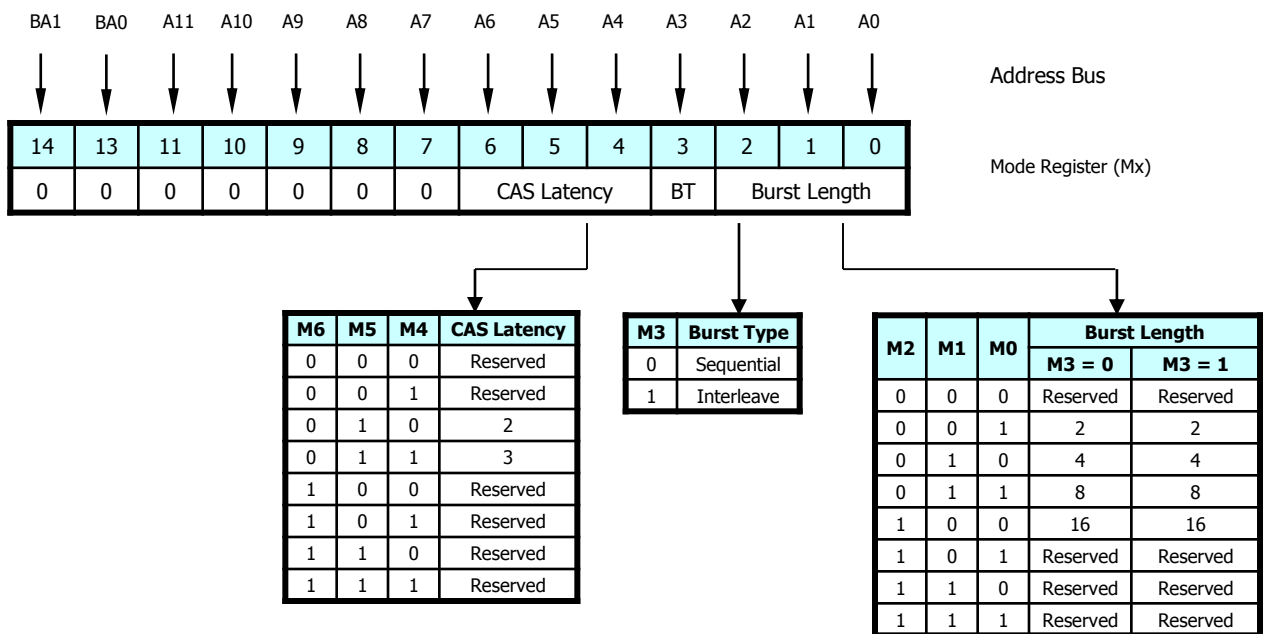 BA1 BA0 A11 A10 A9 A8 A7 A6 A5 A4 A3 A2 A1 A0
Address Bus
14 13 11 10 9 8 7 6 5 4 3 2 1 0
Mode Register (Mx)
0 0 0 0 0 0 0 CAS Latency BT Burst Length
M6 M5 M4 CAS Latency
0 0 0 Reserved
0 0 1 Reserved
0 1 0 2
0 1 1 3
1 0 0 Reserved
1 0 1 Reserved
1 1 0 Reserved
1 1 1 Reserved
M3 Burst Type
0 Sequential
1 Interleave
M2 M1 M0 Burst Length
M3 = 0 M3 = 1
0 0 0 Reserved Reserved
0 0 1 2 2
0 1 0 4 4
0 1 1 8 8
1 0 0 16 16
1 0 1 Reserved Reserved
1 1 0 Reserved Reserved
1 1 1 Reserved Reserved